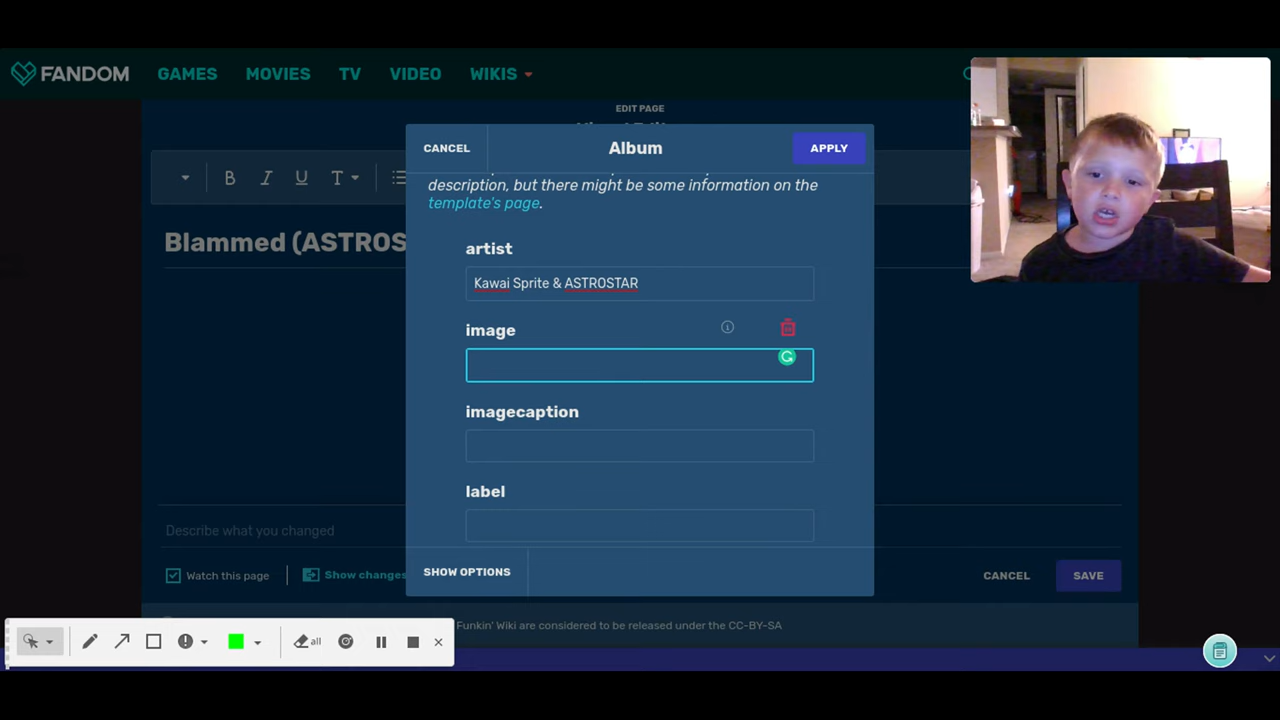 FANDOM GAMES MOVIES TV VIDEO WIKIS
EDIT PAGE
CANCEL Album APPLY
B I U T
description, but there might be some information on the
template's page.
Blammed (ASTROS
artist
Kawai Sprite & ASTROSTAR
image
imagecaption
label
Describe what you changed
Watch this page Show changes
SHOW OPTIONS
CANCEL SAVE
Funkin' Wiki are considered to be released under the CC-BY-SA
all